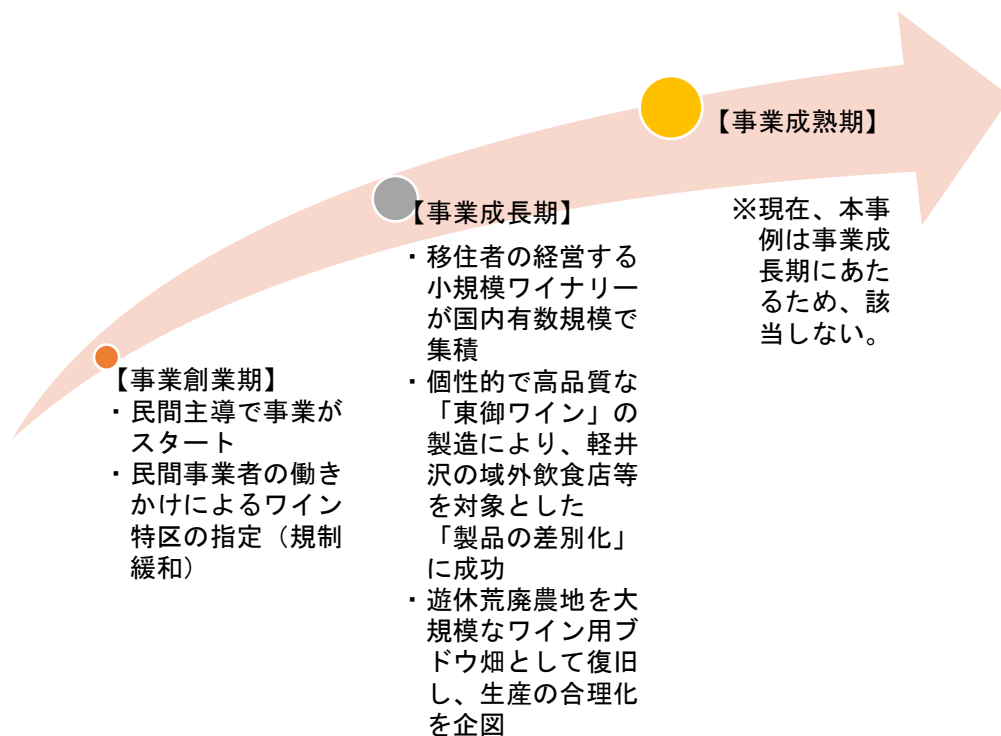 【事業創業期】
・民間主導で事業が
スタート
・民間事業者の働き
かけによるワイン
特区の指定（規制
緩和）
【事業成長期】
・移住者の経営する
小規模ワイナリー
が国内有数規模で
集積
・個性的で高品質な
「東御ワイン」の
製造により、軽井
沢の域外飲食店等
を対象とした
「製品の差別化」
に成功
・遊休荒廃農地を大
規模なワイン用ブ
ドウ畑として復旧
し、生産の合理化
を企図
【事業成熟期】
※現在、本事
例は事業成
長期にあた
るため、該
当しない。